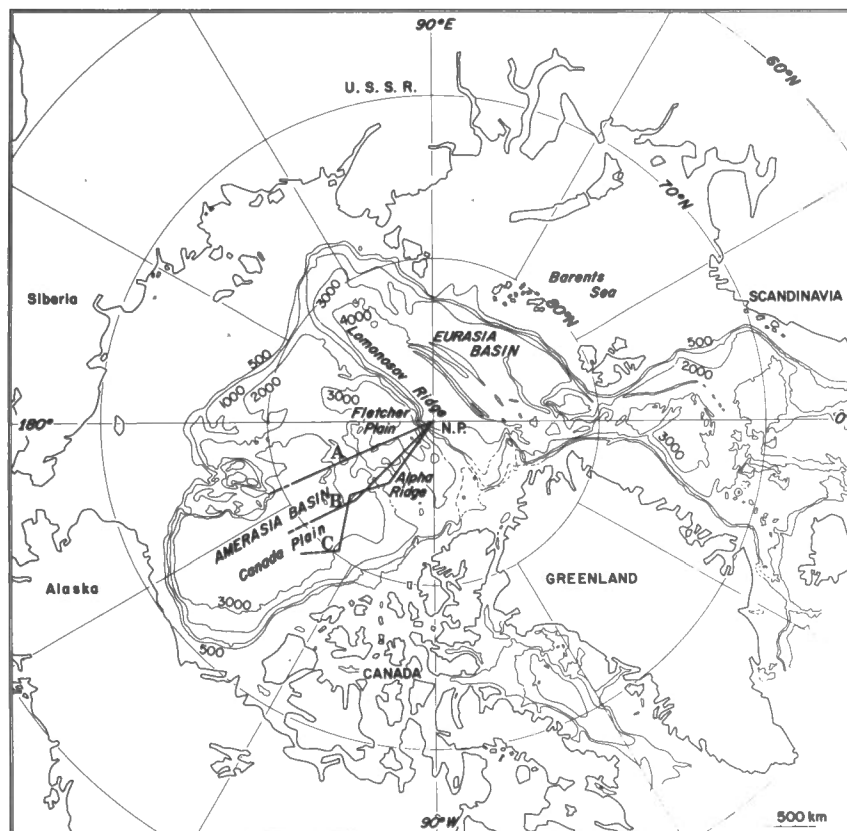 90°E
60°N
U. S. S. R.
70°N
Siberia
Barents
Sea
80°N
SCANDINAVIA
3000
4000
EURASIA
BASIN
500
500
2000
Lomonosov Ridge
1000
2000
3000
Fletcher
Plain
180°
N.P.
0°
3000
A
Alpha
Ridge
B
AMERASIA BASIN
Canada Plain
C
Alaska
GREENLAND
3000
500
CANADA
90°W
500 km